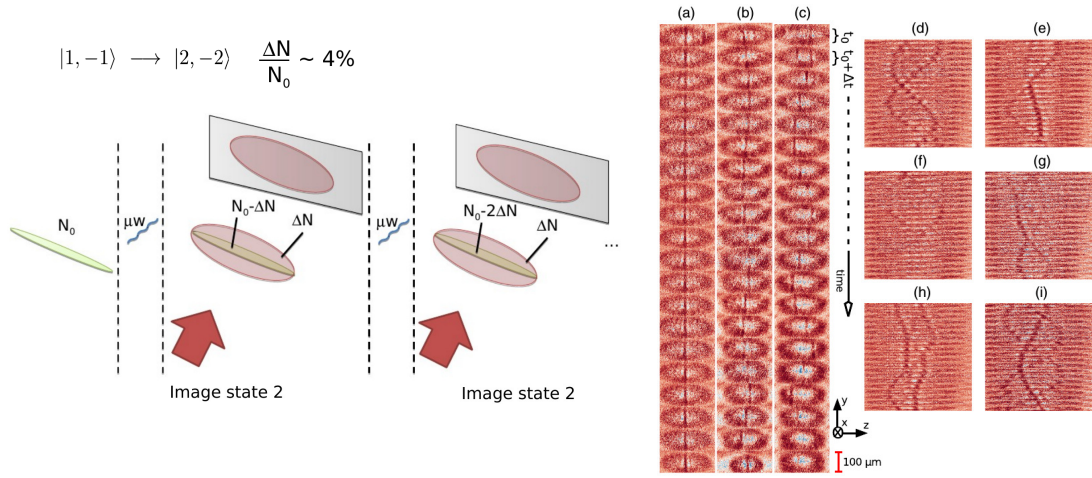 |1, −1⟩ ⟶ |2, −2⟩ ΔN/N₀ ~ 4%
N₀
μw
N₀-ΔN
ΔN
Image state 2
μw
N₀-2ΔN
ΔN
...
Image state 2
(a) (b) (c)
t₀
t₀+Δt
time
y
x
z
100 μm
(d) (e)
(f) (g)
(h) (i)